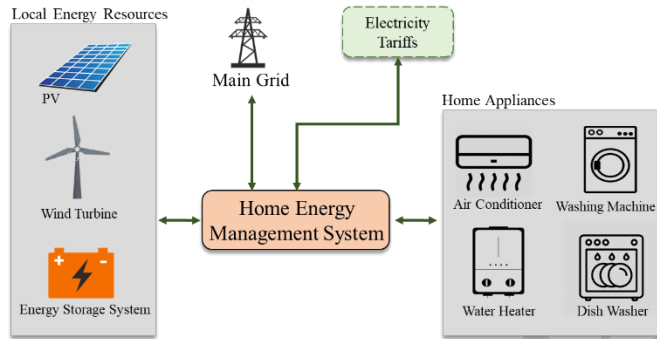 Local Energy Resources
PV
Wind Turbine
Energy Storage System
Main Grid
Electricity
Tariffs
Home Energy
Management System
Home Appliances
Air Conditioner
Washing Machine
Water Heater
Dish Washer